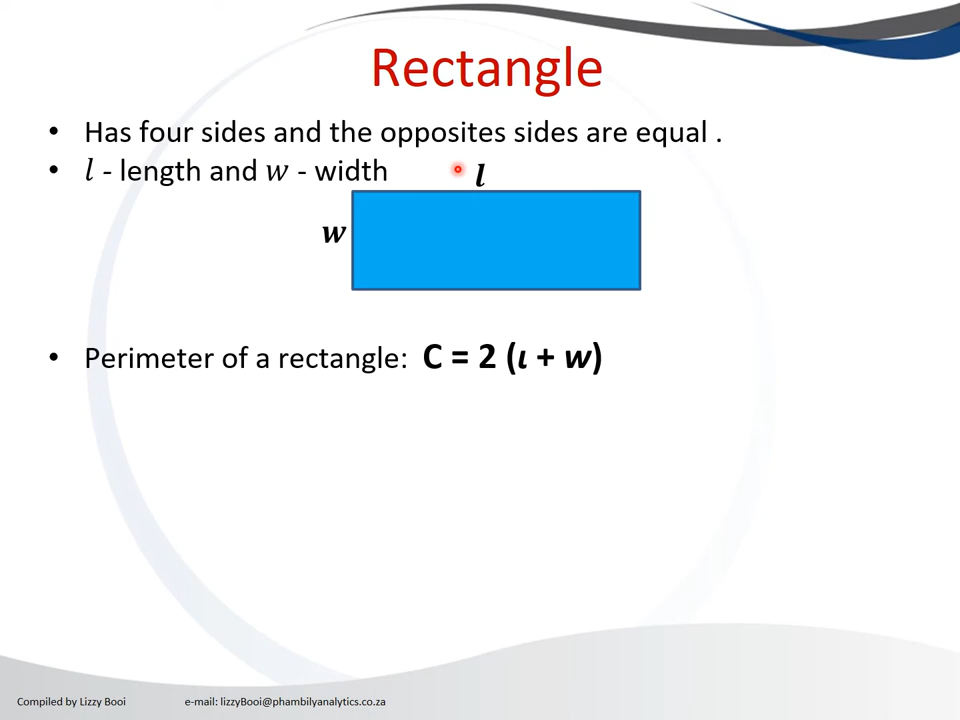 Rectangle
• Has four sides and the opposites sides are equal .
• l - length and w - width
l
w
• Perimeter of a rectangle: C = 2 (ɩ + w)
Compiled by Lizzy Booi e-mail: lizzyBooi@phambilyanalytics.co.za